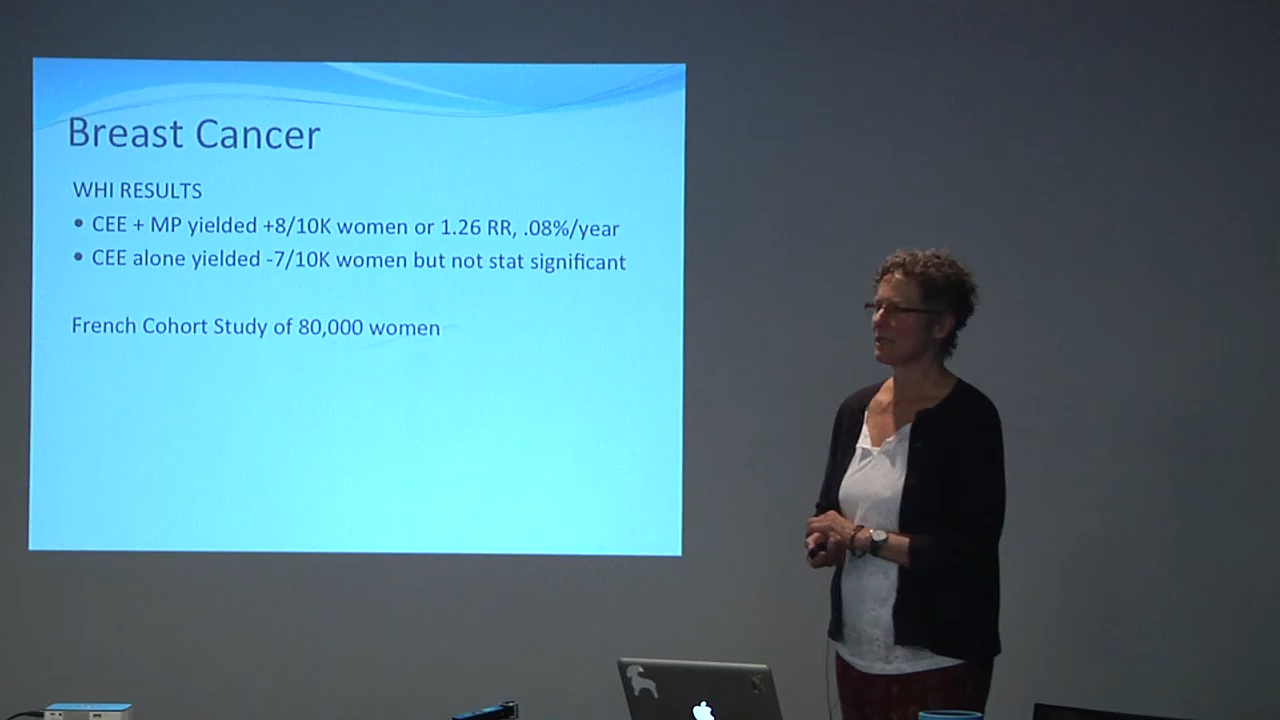 Breast Cancer
WHI RESULTS
• CEE + MP yielded +8/10K women or 1.26 RR, .08%/year
• CEE alone yielded -7/10K women but not stat significant
French Cohort Study of 80,000 women